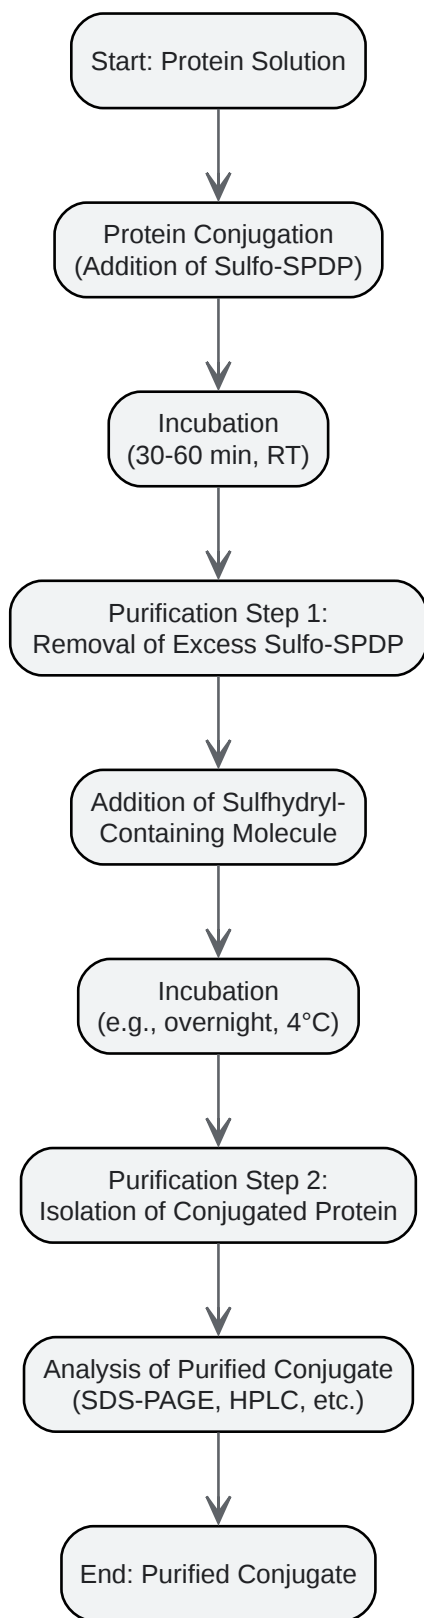 Start: Protein Solution
Protein Conjugation
(Addition of Sulfo-SPDP)
Incubation
(30-60 min, RT)
Purification Step 1:
Removal of Excess Sulfo-SPDP
Addition of Sulfhydryl-
Containing Molecule
Incubation
(e.g., overnight, 4°C)
Purification Step 2:
Isolation of Conjugated Protein
Analysis of Purified Conjugate
(SDS-PAGE, HPLC, etc.)
End: Purified Conjugate